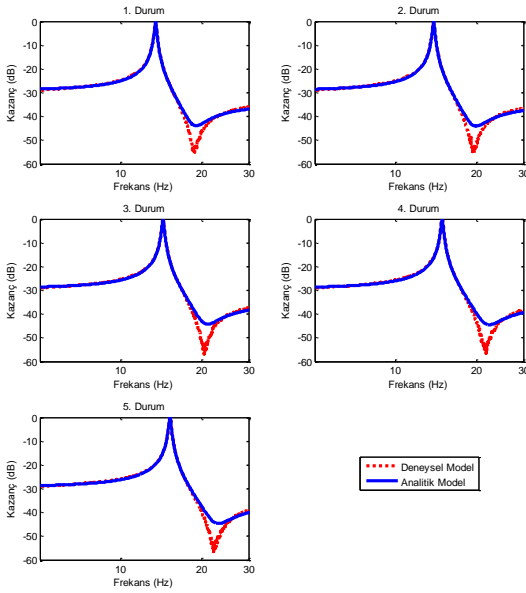 1. Durum
0
-10
-20
-30
-40
-50
-60
Kazanç (dB)
10
20
30
Frekans (Hz)
2. Durum
0
-10
-20
-30
-40
-50
-60
Kazanç (dB)
10
20
30
Frekans (Hz)
3. Durum
0
-10
-20
-30
-40
-50
-60
Kazanç (dB)
10
20
30
Frekans (Hz)
4. Durum
0
-10
-20
-30
-40
-50
-60
Kazanç (dB)
10
20
30
Frekans (Hz)
5. Durum
0
-10
-20
-30
-40
-50
-60
Kazanç (dB)
10
20
30
Frekans (Hz)
Deneysel Model
Analitik Model